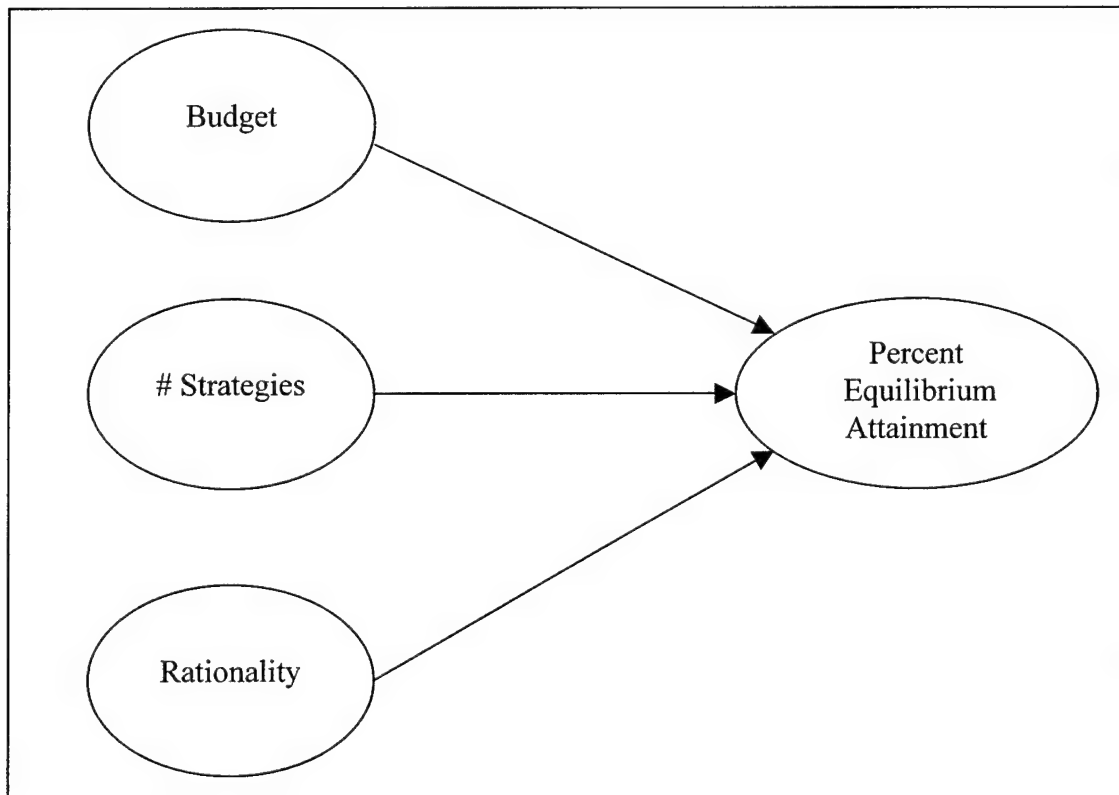 Budget
# Strategies
Percent
Equilibrium
Attainment
Rationality